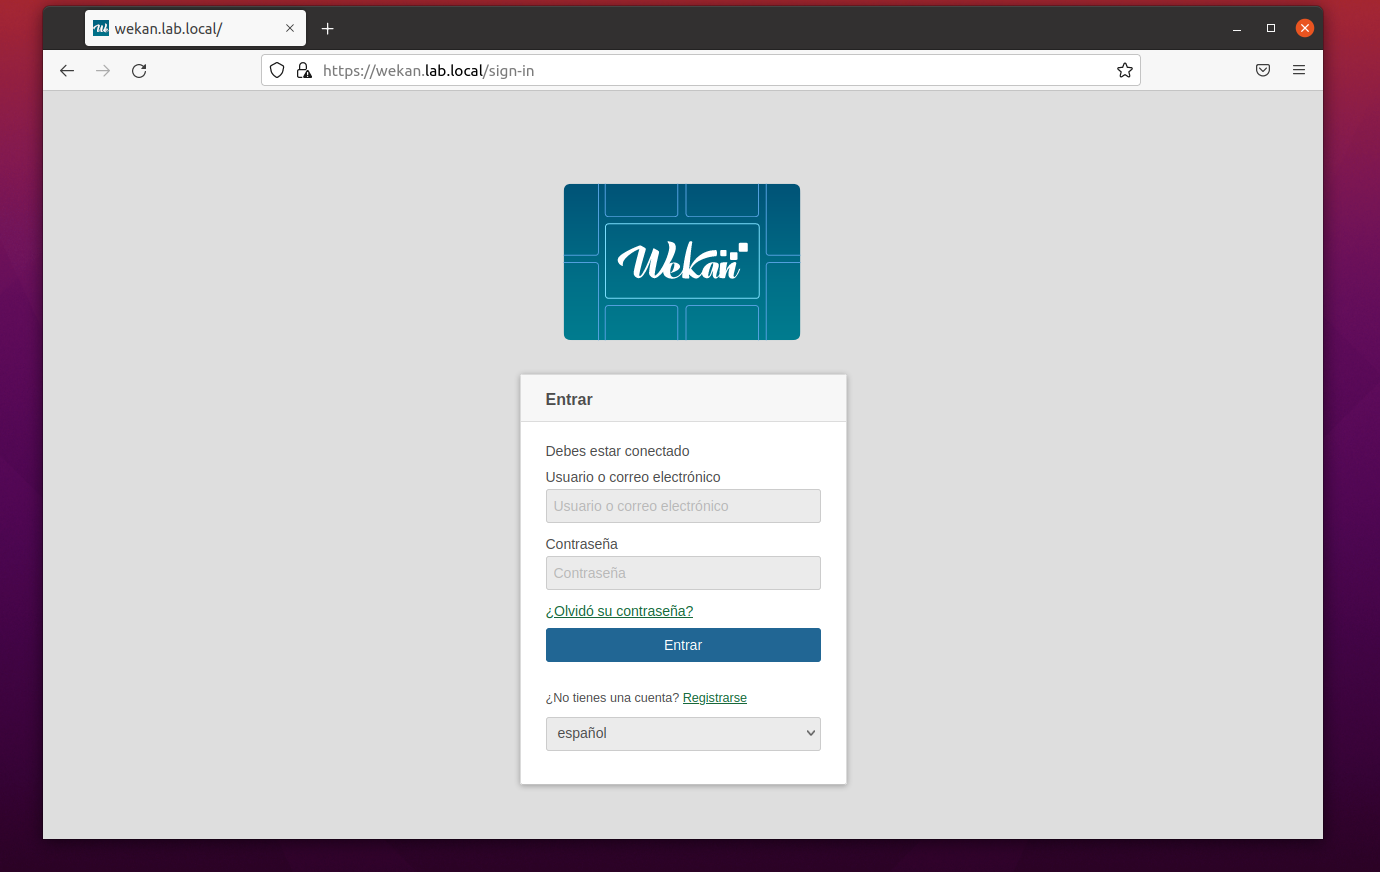 wekan.lab.local/
https://wekan.lab.local/sign-in
Wekan
Entrar
Debes estar conectado
Usuario o correo electrónico
Usuario o correo electrónico
Contraseña
Contraseña
¿Olvidó su contraseña?
Entrar
¿No tienes una cuenta? Registrarse
español